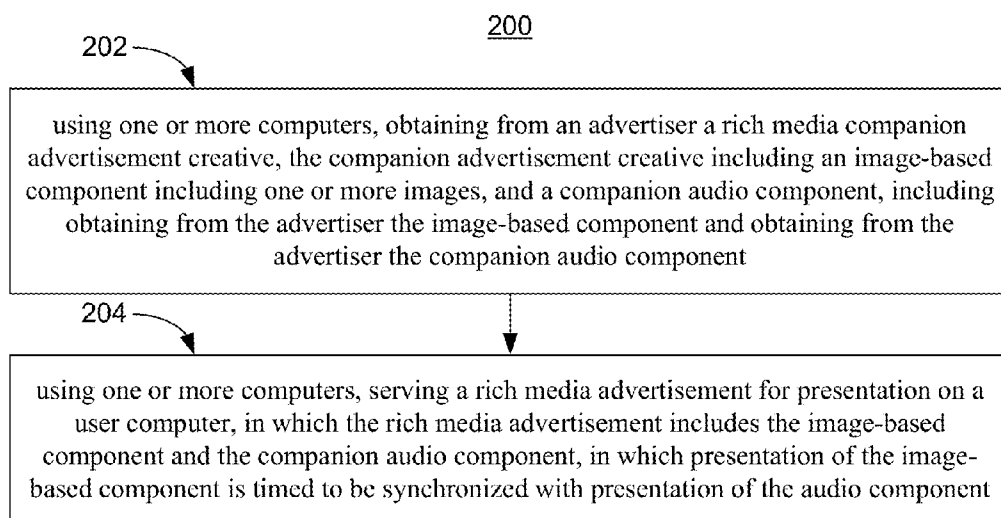 200
202
using one or more computers, obtaining from an advertiser a rich media companion
advertisement creative, the companion advertisement creative including an image-based
component including one or more images, and a companion audio component, including
obtaining from the advertiser the image-based component and obtaining from the
advertiser the companion audio component
204
using one or more computers, serving a rich media advertisement for presentation on a
user computer, in which the rich media advertisement includes the image-based
component and the companion audio component, in which presentation of the image-
based component is timed to be synchronized with presentation of the audio component